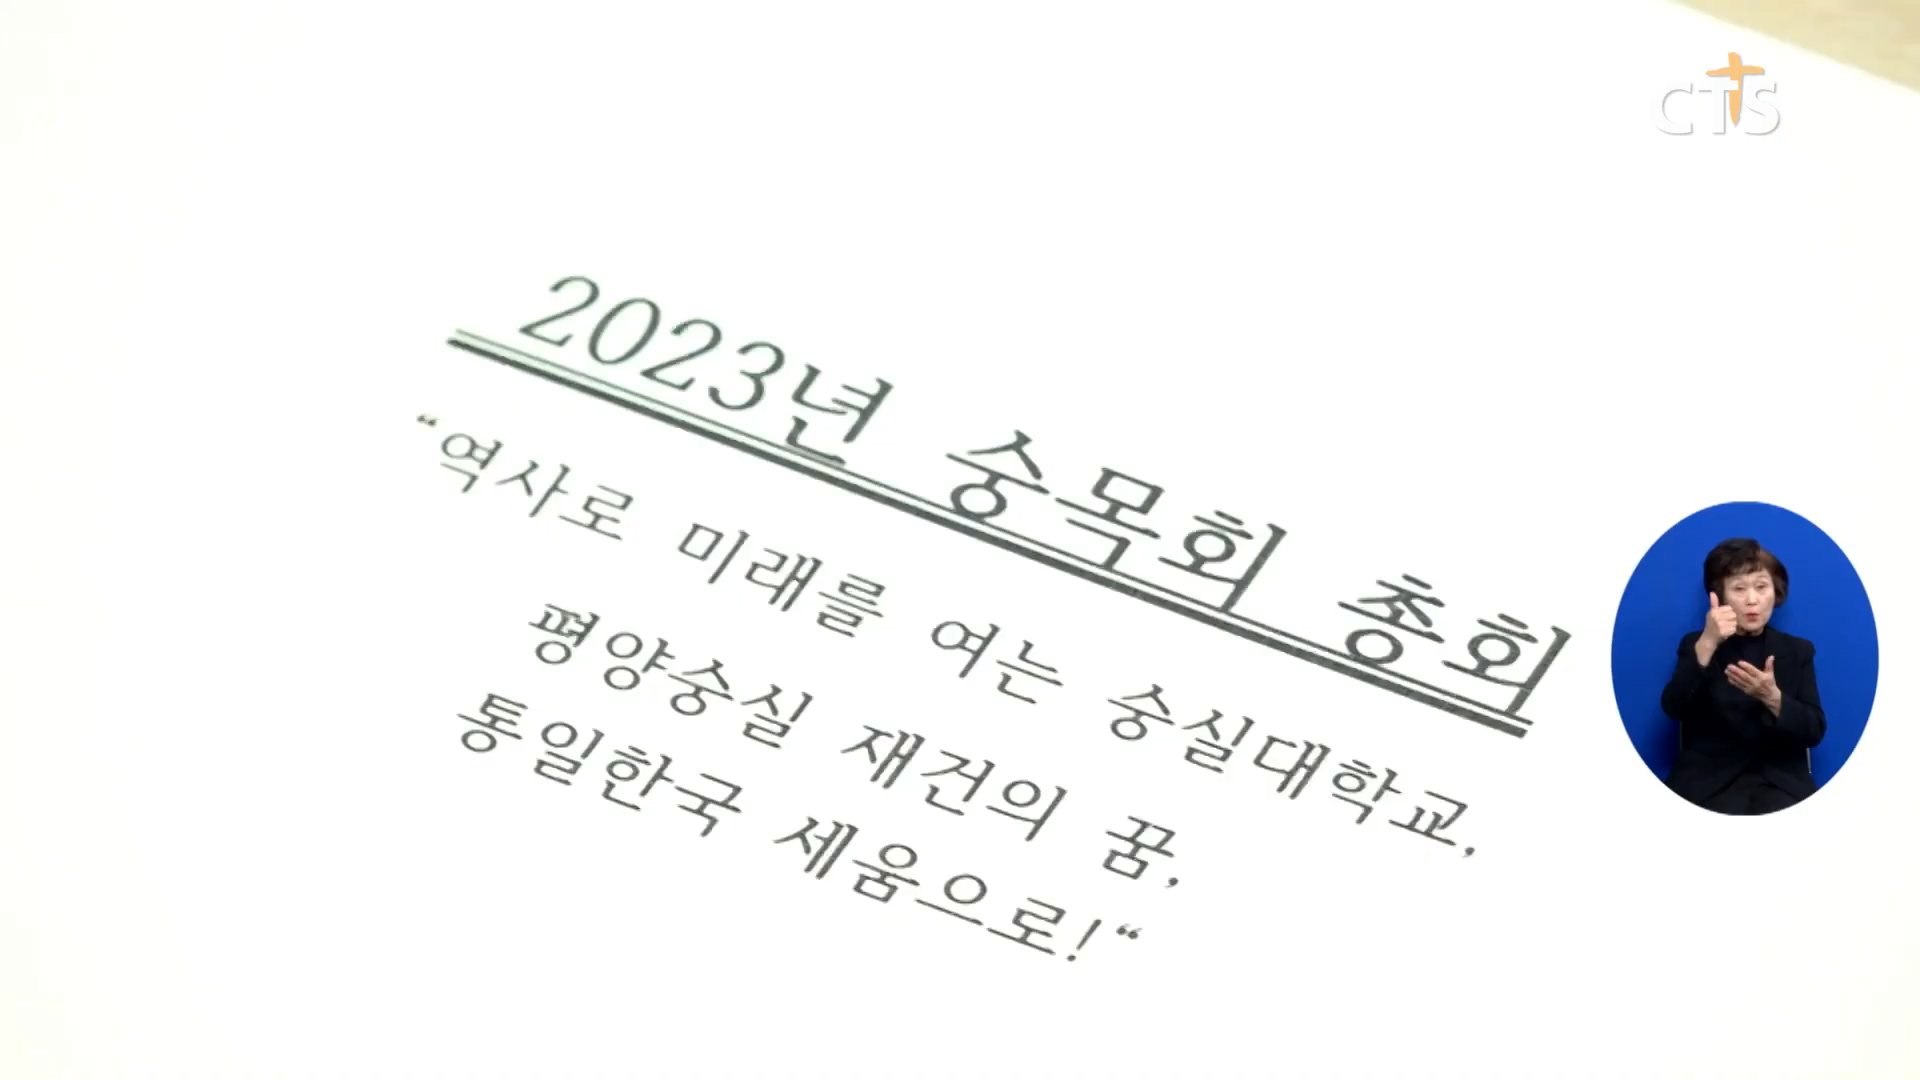 CTS
2023년 숭목회 총회
“역사로 미래를 여는 숭실대학교,
평양숭실 재건의 꿈,
통일한국 세움으로!“